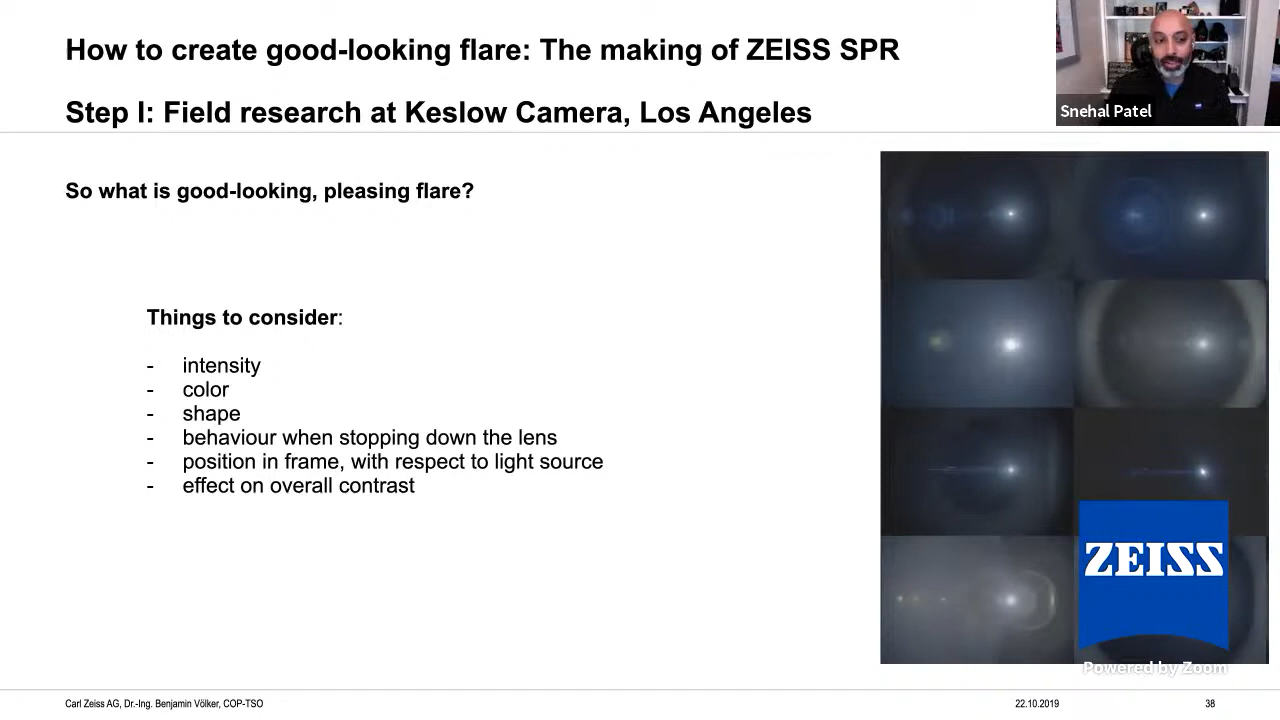 How to create good-looking flare: The making of ZEISS SPR
Step I: Field research at Keslow Camera, Los Angeles
Snehal Patel
So what is good-looking, pleasing flare?
Things to consider:
- intensity
- color
- shape
- behaviour when stopping down the lens
- position in frame, with respect to light source
- effect on overall contrast
ZEISS
Powered by Zoom
Carl Zeiss AG, Dr.-Ing. Benjamin Völker, COP-TSO
22.10.2019
38